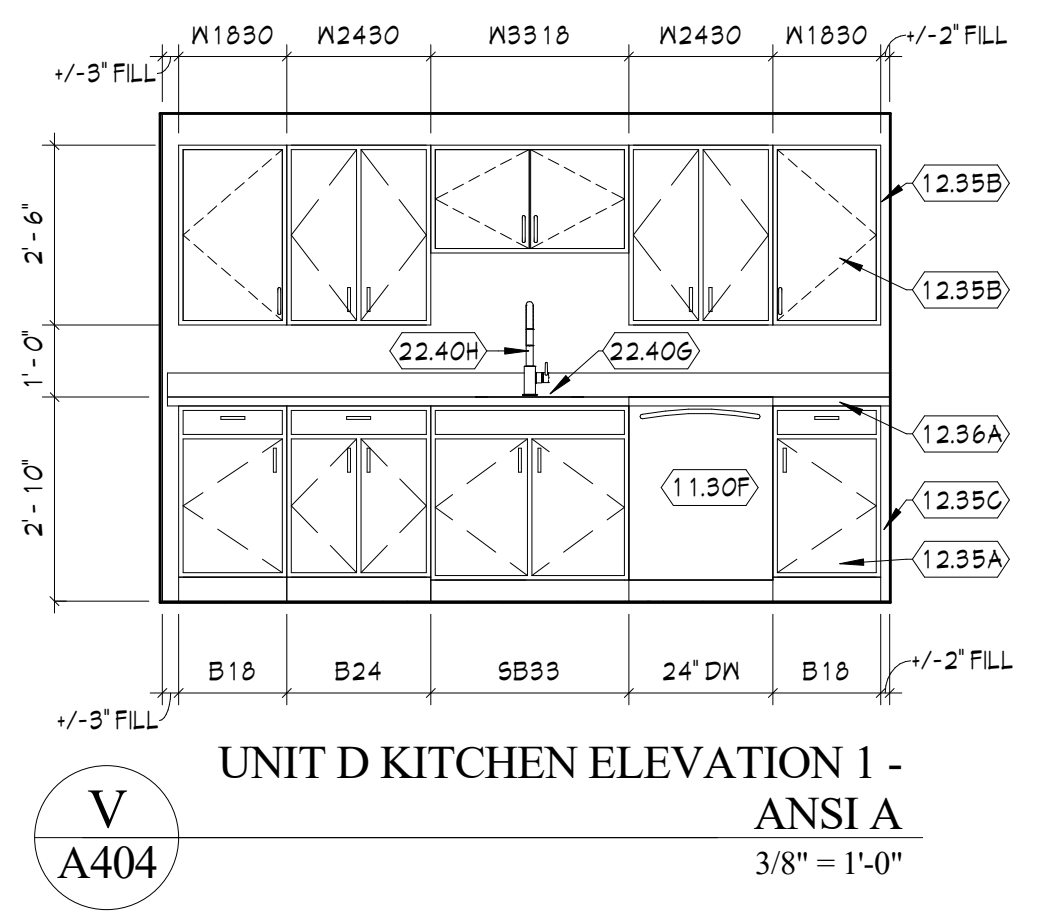 W1830 W2430 W3318 W2430 W1830
+/-2" FILL
+/-3" FILL
2' - 6"
1' - 0"
2' - 10"
12.35B
12.35B
22.40H
22.40G
12.36A
11.30F
12.35C
12.35A
B18 B24 SB33 24" DW B18
+/-2" FILL
+/-3" FILL
UNIT D KITCHEN ELEVATION 1 -
ANSI A
V
A404
3/8" = 1'-0"